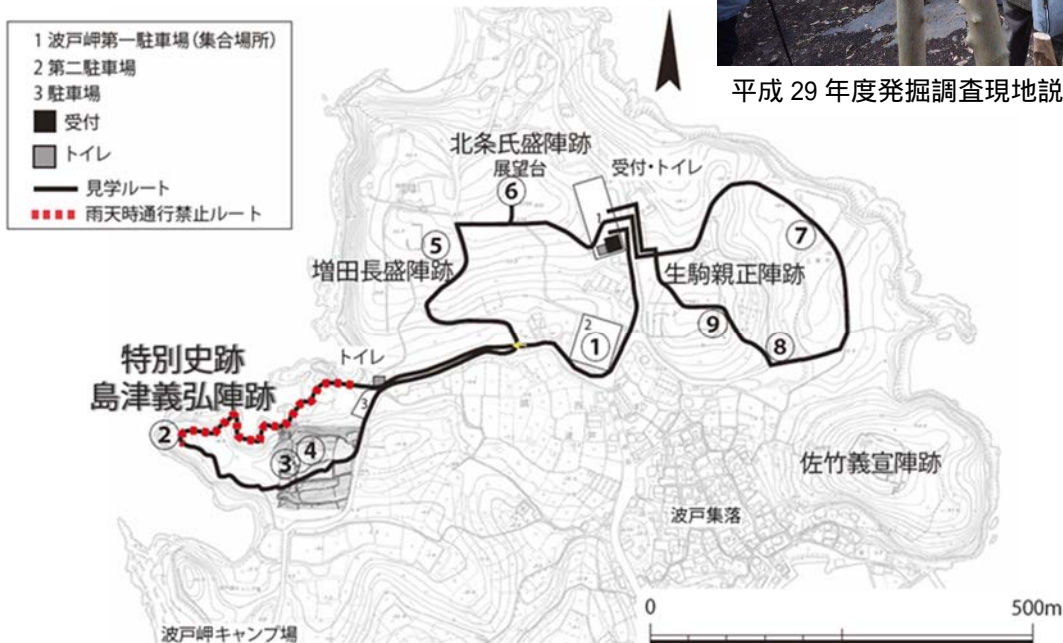 平成 29 年度発掘調査現地説
1 波戸岬第一駐車場(集合場所)
2 第二駐車場
3 駐車場
受付
トイレ
見学ルート
雨天時通行禁止ルート
北条氏盛陣跡
展望台
⑥
受付・トイレ
1
⑦
⑤
増田長盛陣跡
生駒親正陣跡
⑨
2
①
⑧
特別史跡
島津義弘陣跡
トイレ
3
②
④
③
佐竹義宣陣跡
波戸集落
波戸岬キャンプ場
0
500m